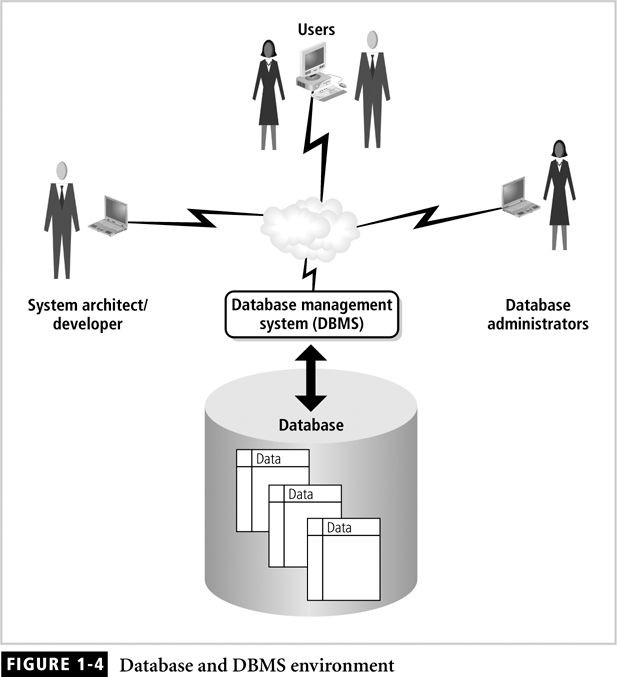 Users
System architect/
developer
Database management
system (DBMS)
Database
administrators
Database
Data
Data
Data
FIGURE 1-4 Database and DBMS environment